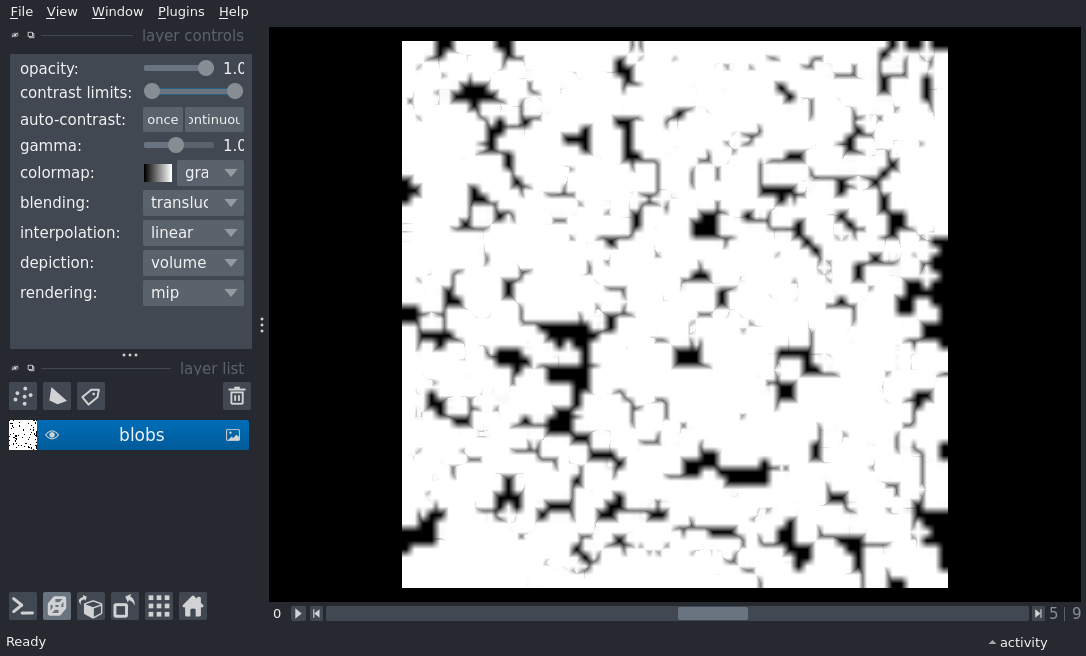 File View Window Plugins Help
layer controls
opacity: 1.0
contrast limits:
auto-contrast: once ontinuou
gamma: 1.0
colormap: gra
blending: transluc
interpolation: linear
depiction: volume
rendering: mip
layer list
blobs
0 5 | 9
Ready activity